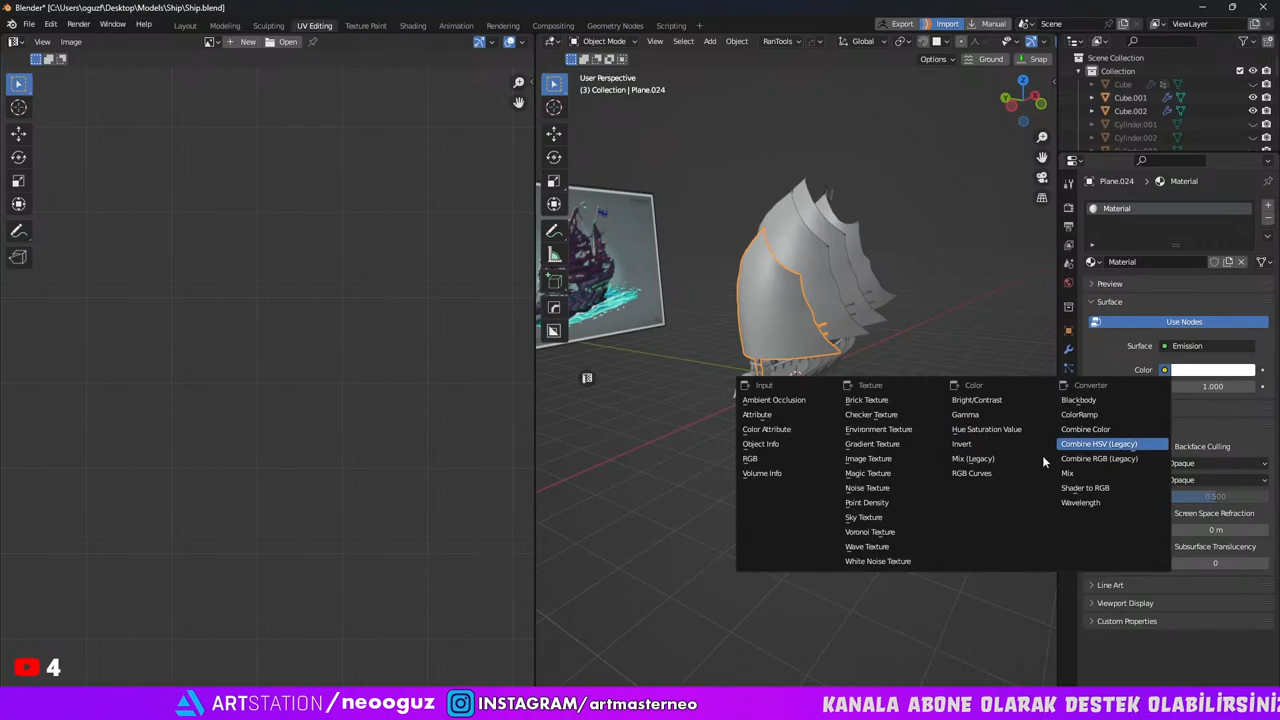 Blender* [C:\Users\oguzf\Desktop\Models\Ship\Ship.blend]
File Edit Render Window Help Layout Modeling Sculpting UV Editing Texture Paint Shading Animation Rendering Compositing Geometry Nodes Scripting + Export Import Manual Scene ViewLayer
View Image New Open Object Mode View Select Add Object RanTools Global
Options Ground Snap
User Perspective
(3) Collection | Plane.024
Scene Collection
Collection
Cube
Cube.001
Cube.002
Cylinder.001
Cylinder.002
Plane.024 Material
Material
Material
Preview
Surface
Use Nodes
Surface Emission
Color
1.000
Input Texture Color Converter
Ambient Occlusion Brick Texture Bright/Contrast Blackbody
Attribute Checker Texture Gamma ColorRamp
Color Attribute Environment Texture Hue Saturation Value Combine Color
Object Info Gradient Texture Invert Combine HSV (Legacy) Backface Culling
RGB Image Texture Mix (Legacy) Combine RGB (Legacy) Opaque
Volume Info Magic Texture RGB Curves Mix Opaque
Noise Texture Shader to RGB 0.500
Point Density Wavelength
Sky Texture Screen Space Refraction
Voronoi Texture 0 m
Wave Texture Subsurface Translucency
White Noise Texture 0
Line Art
Viewport Display
Custom Properties
4
ARTSTATION/neooguz INSTAGRAM/artmasterneo KANALA ABONE OLARAK DESTEK OLABİLİRSİNİZ